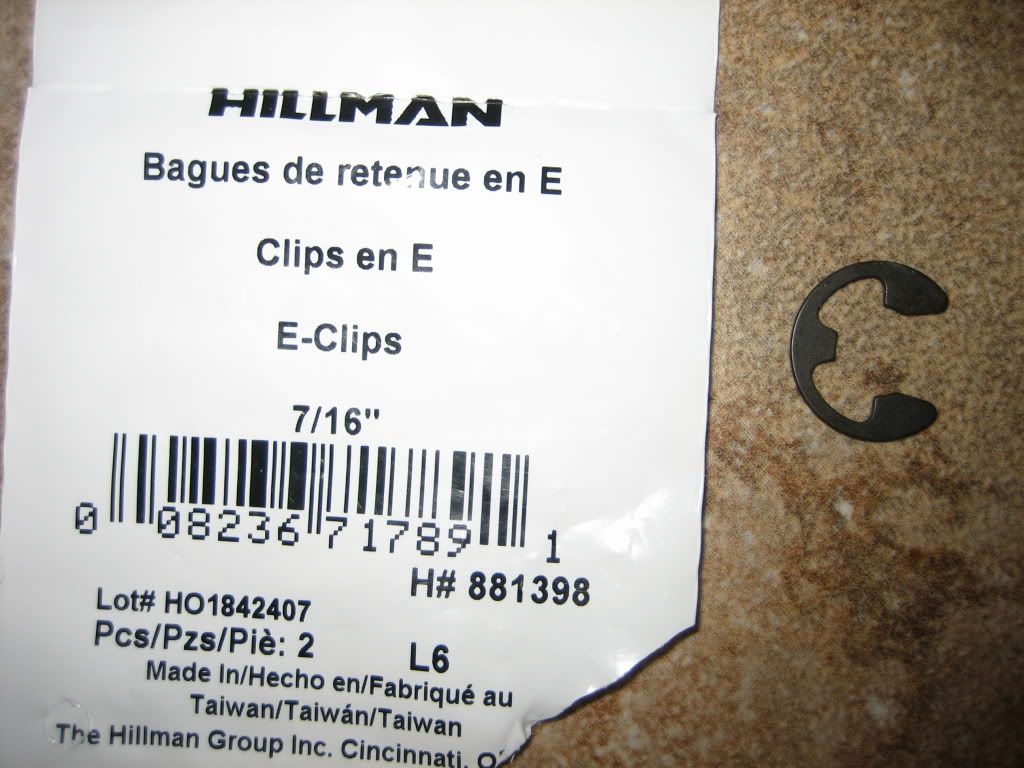 HILLMAN
Bagues de retenue en E
Clips en E
E-Clips
7/16"
0 08236 71789 1
H# 881398
Lot# HO1842407
Pcs/Pzs/Piè: 2 L6
Made In/Hecho en/Fabriqué au
Taiwan/Taiwán/Taiwan
The Hillman Group Inc. Cincinnati,